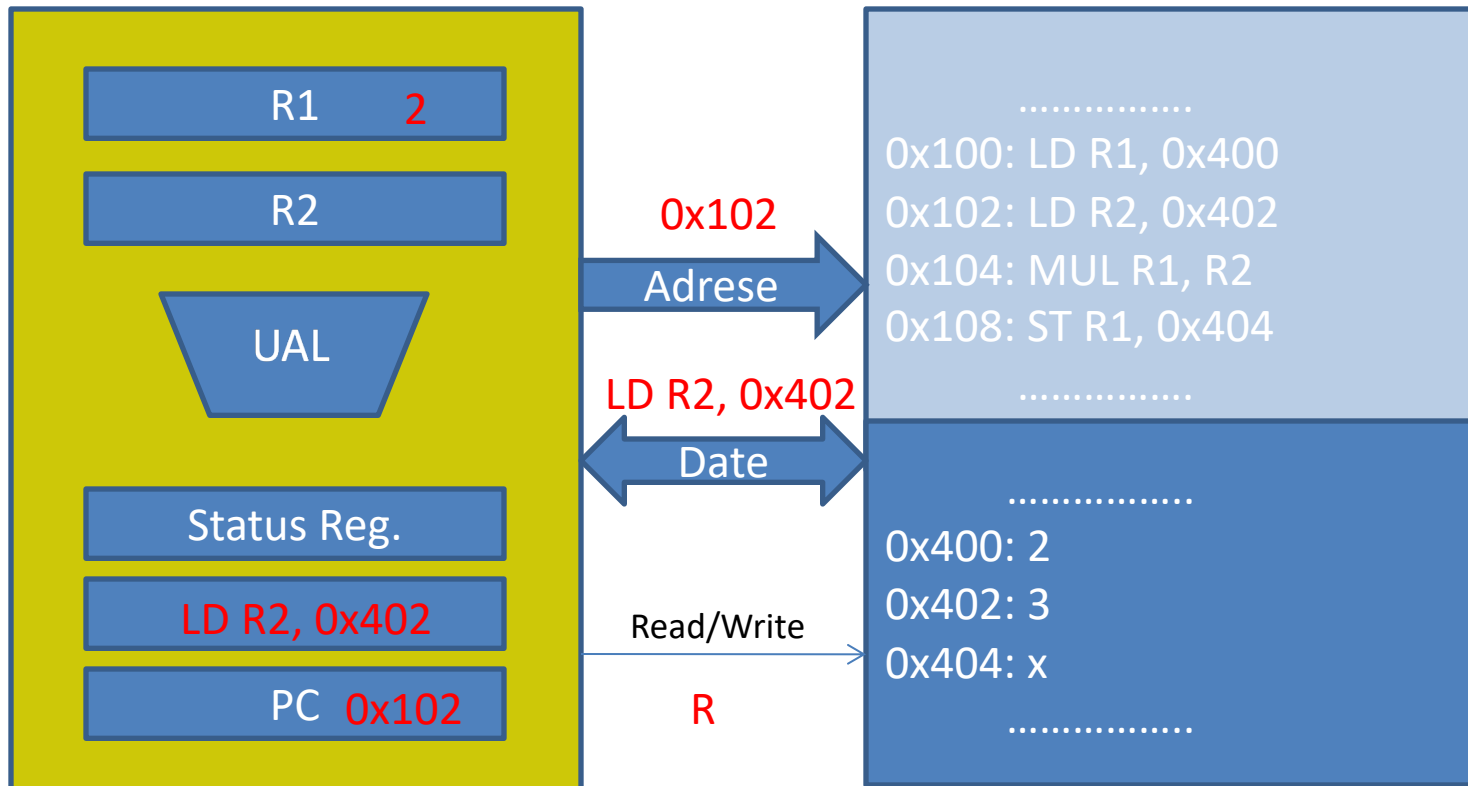 R1 2
R2
UAL
Status Reg.
LD R2, 0x402
PC 0x102
0x102
Adrese
LD R2, 0x402
Date
Read/Write
R
.................
0x100: LD R1, 0x400
0x102: LD R2, 0x402
0x104: MUL R1, R2
0x108: ST R1, 0x404
.................
..................
0x400: 2
0x402: 3
0x404: x
..................